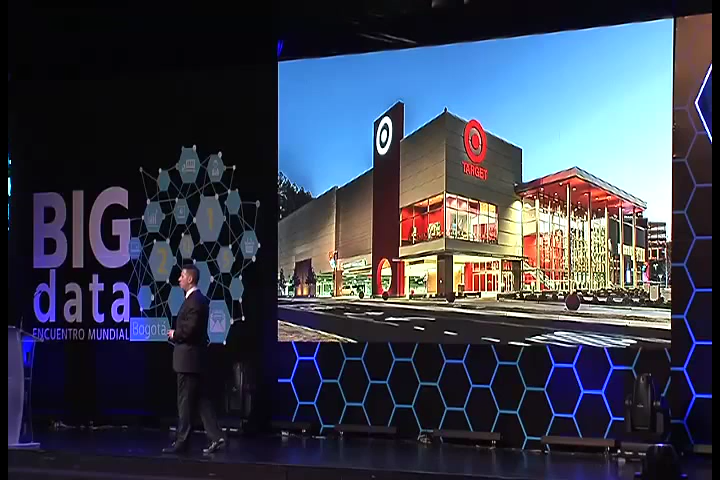 BIG
data
ENCUENTRO MUNDIAL
Bogotá
TARGET